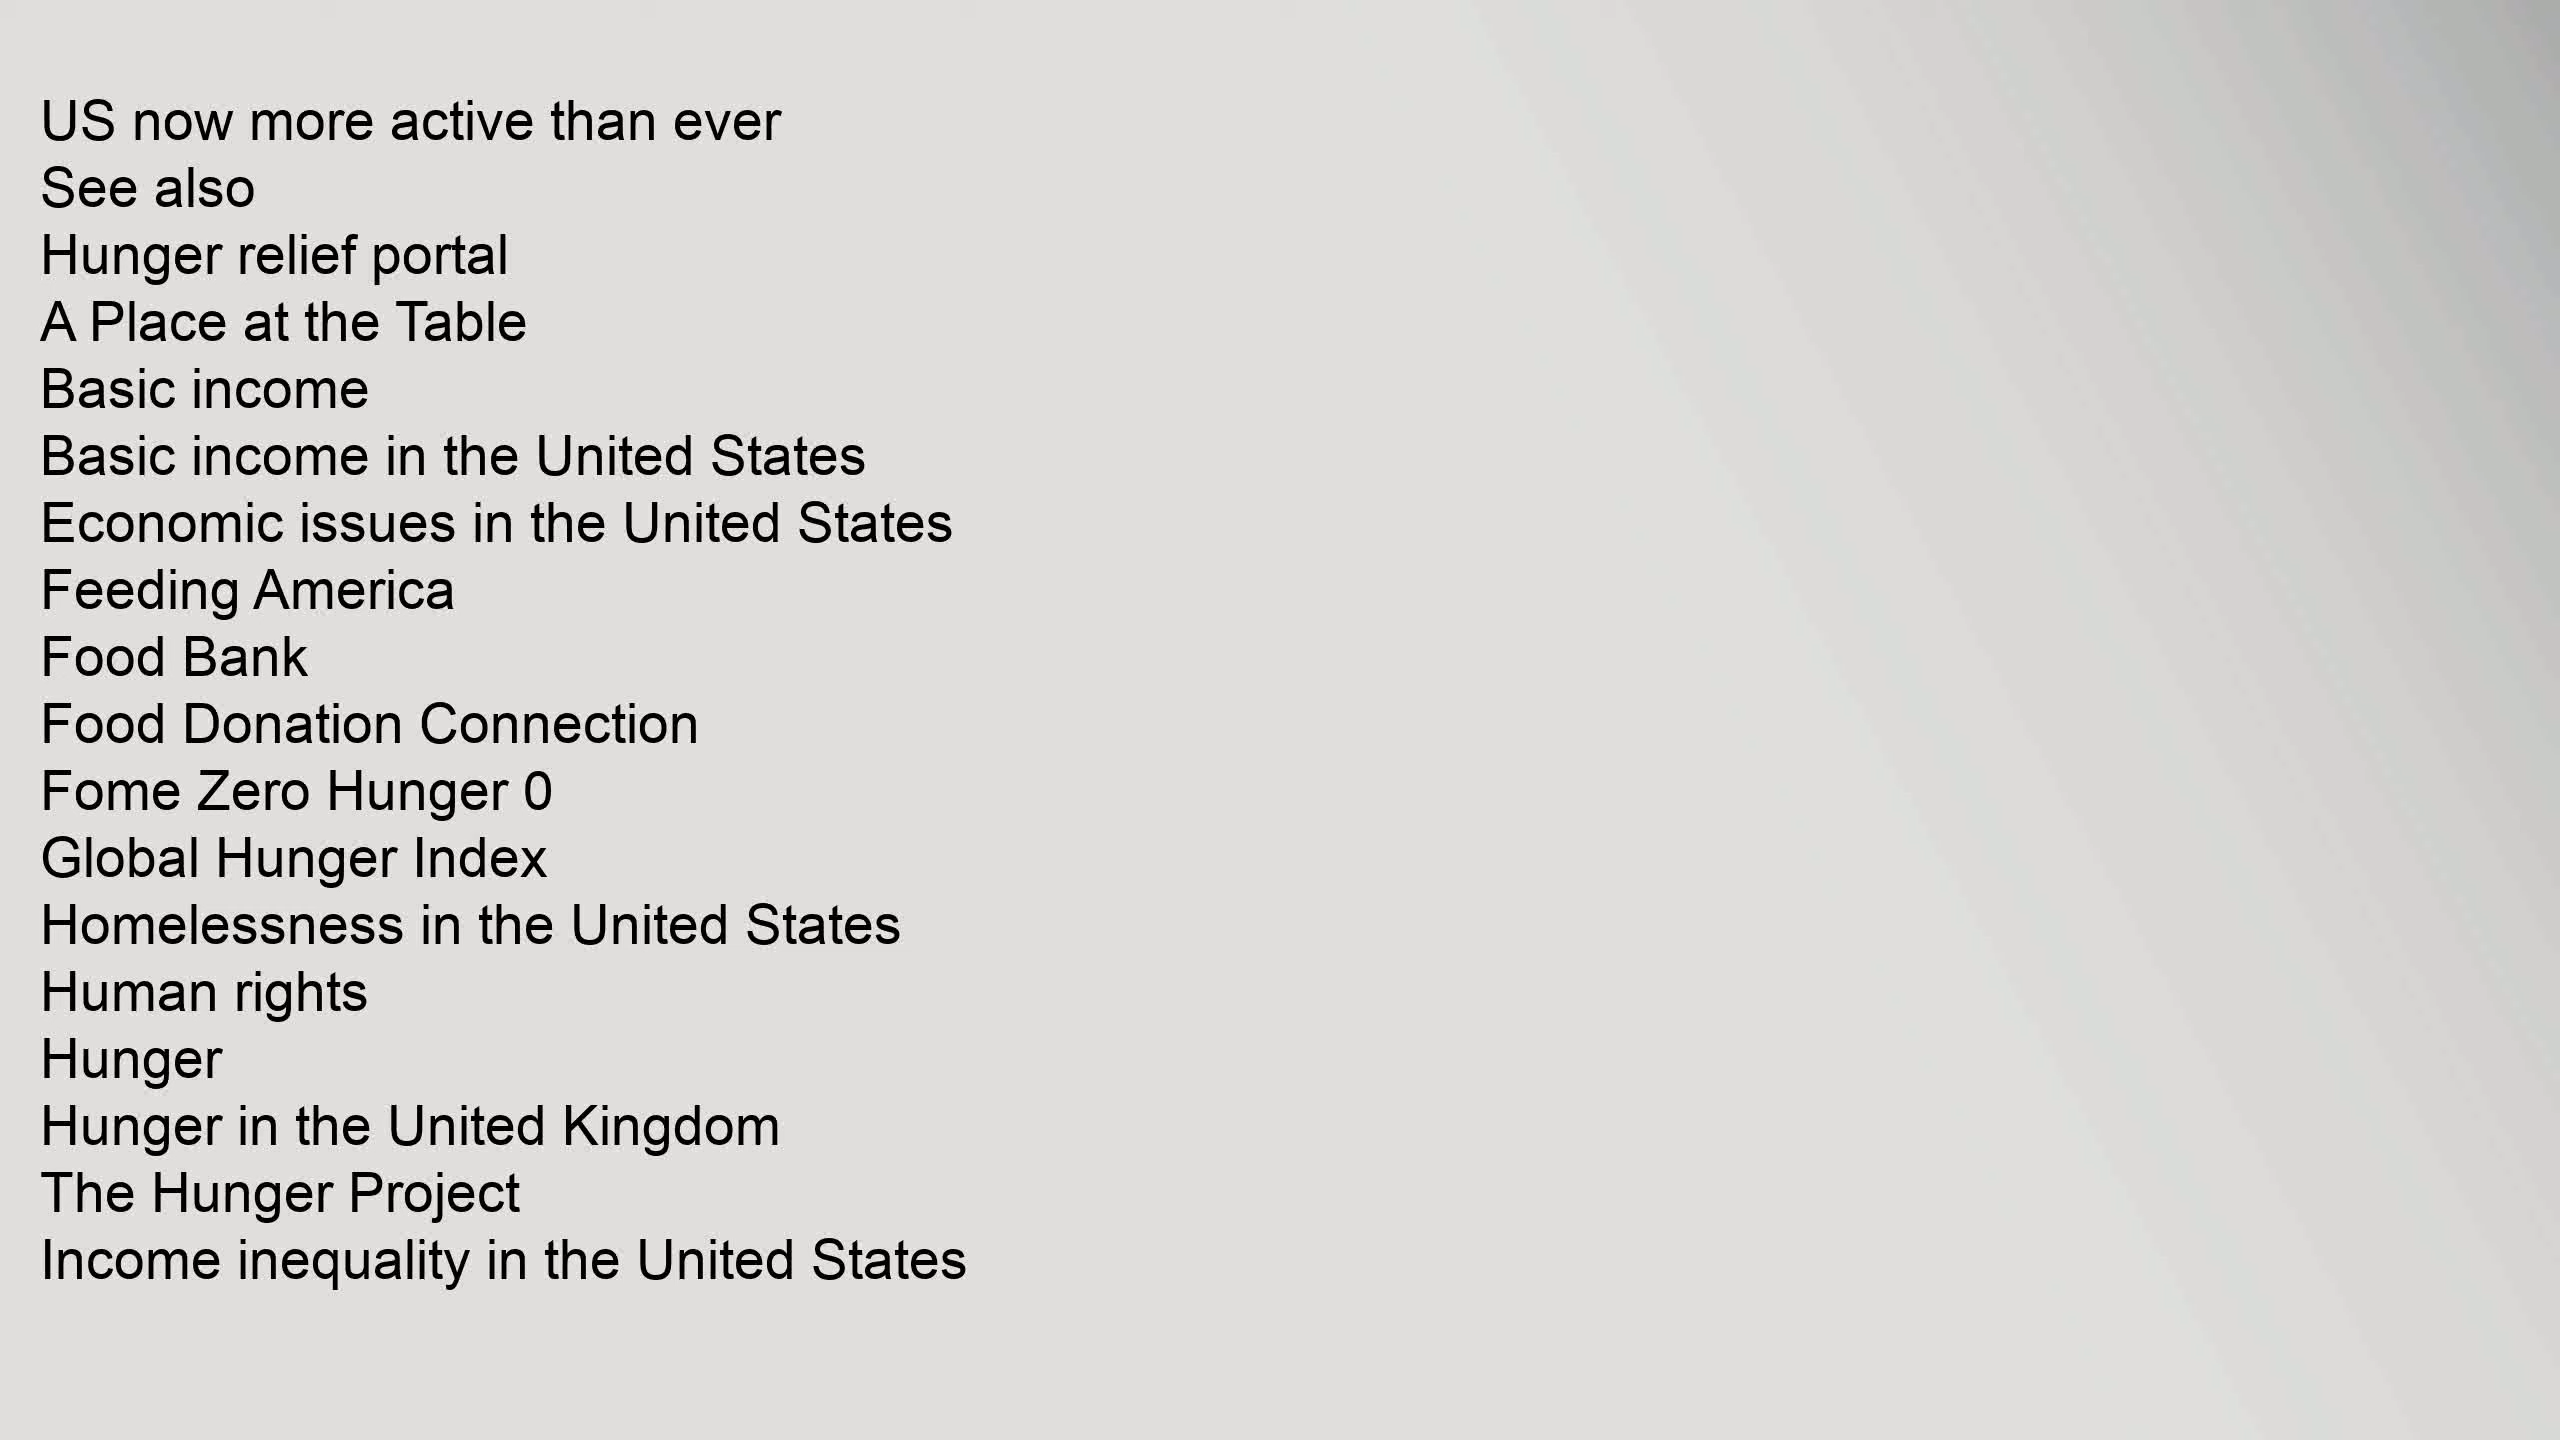 US now more active than ever
See also
Hunger relief portal
A Place at the Table
Basic income
Basic income in the United States
Economic issues in the United States
Feeding America
Food Bank
Food Donation Connection
Fome Zero Hunger 0
Global Hunger Index
Homelessness in the United States
Human rights
Hunger
Hunger in the United Kingdom
The Hunger Project
Income inequality in the United States